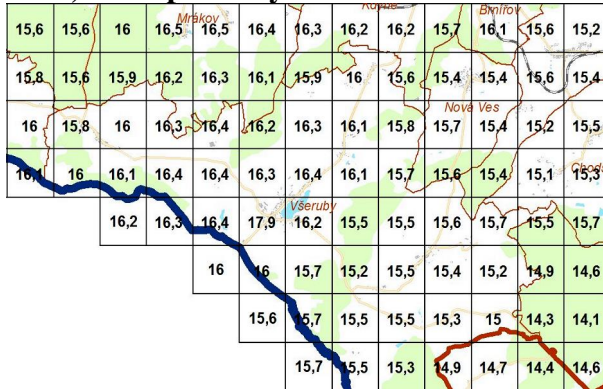 Mrákov Brnířov
15,6 15,6 16 16,5 16,5 16,4 16,3 16,2 16,2 15,7 16 15,6 15,2
15,8 15,6 15,9 16,2 16,3 16,1 15,9 16 15,6 15,4 15,4 15,6 15,4
Nová Ves
16 15,8 16 16,3 16,4 16,2 16,3 16,1 15,8 15,7 15,4 15,2 15,5
Chods
16,1 16 16,1 16,4 16,4 16,3 16,4 16,1 15,7 15,6 15,4 15,1 15,3
Všeruby
16,2 16,3 16,4 17,9 16,2 15,5 15,5 15,6 15,7 15,5 15,7
16 16 15,7 15,2 15,5 15,4 15,2 14,9 14,6
15,6 15,7 15,5 15,5 15,3 15 14,3 14,1
15,7 15,5 15,3 14,9 14,7 14,4 14,6